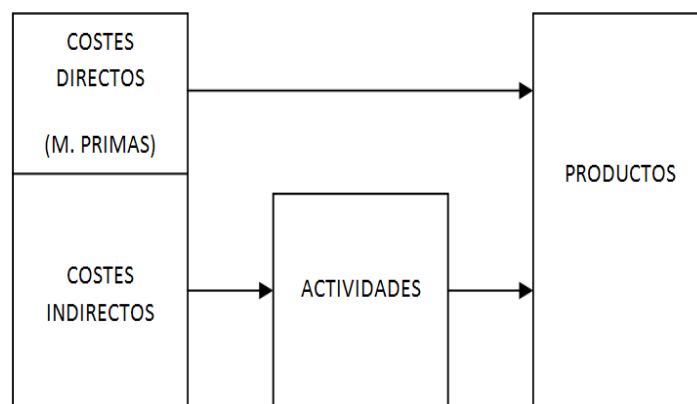 COSTES
DIRECTOS
(M. PRIMAS)
PRODUCTOS
COSTES
INDIRECTOS
ACTIVIDADES